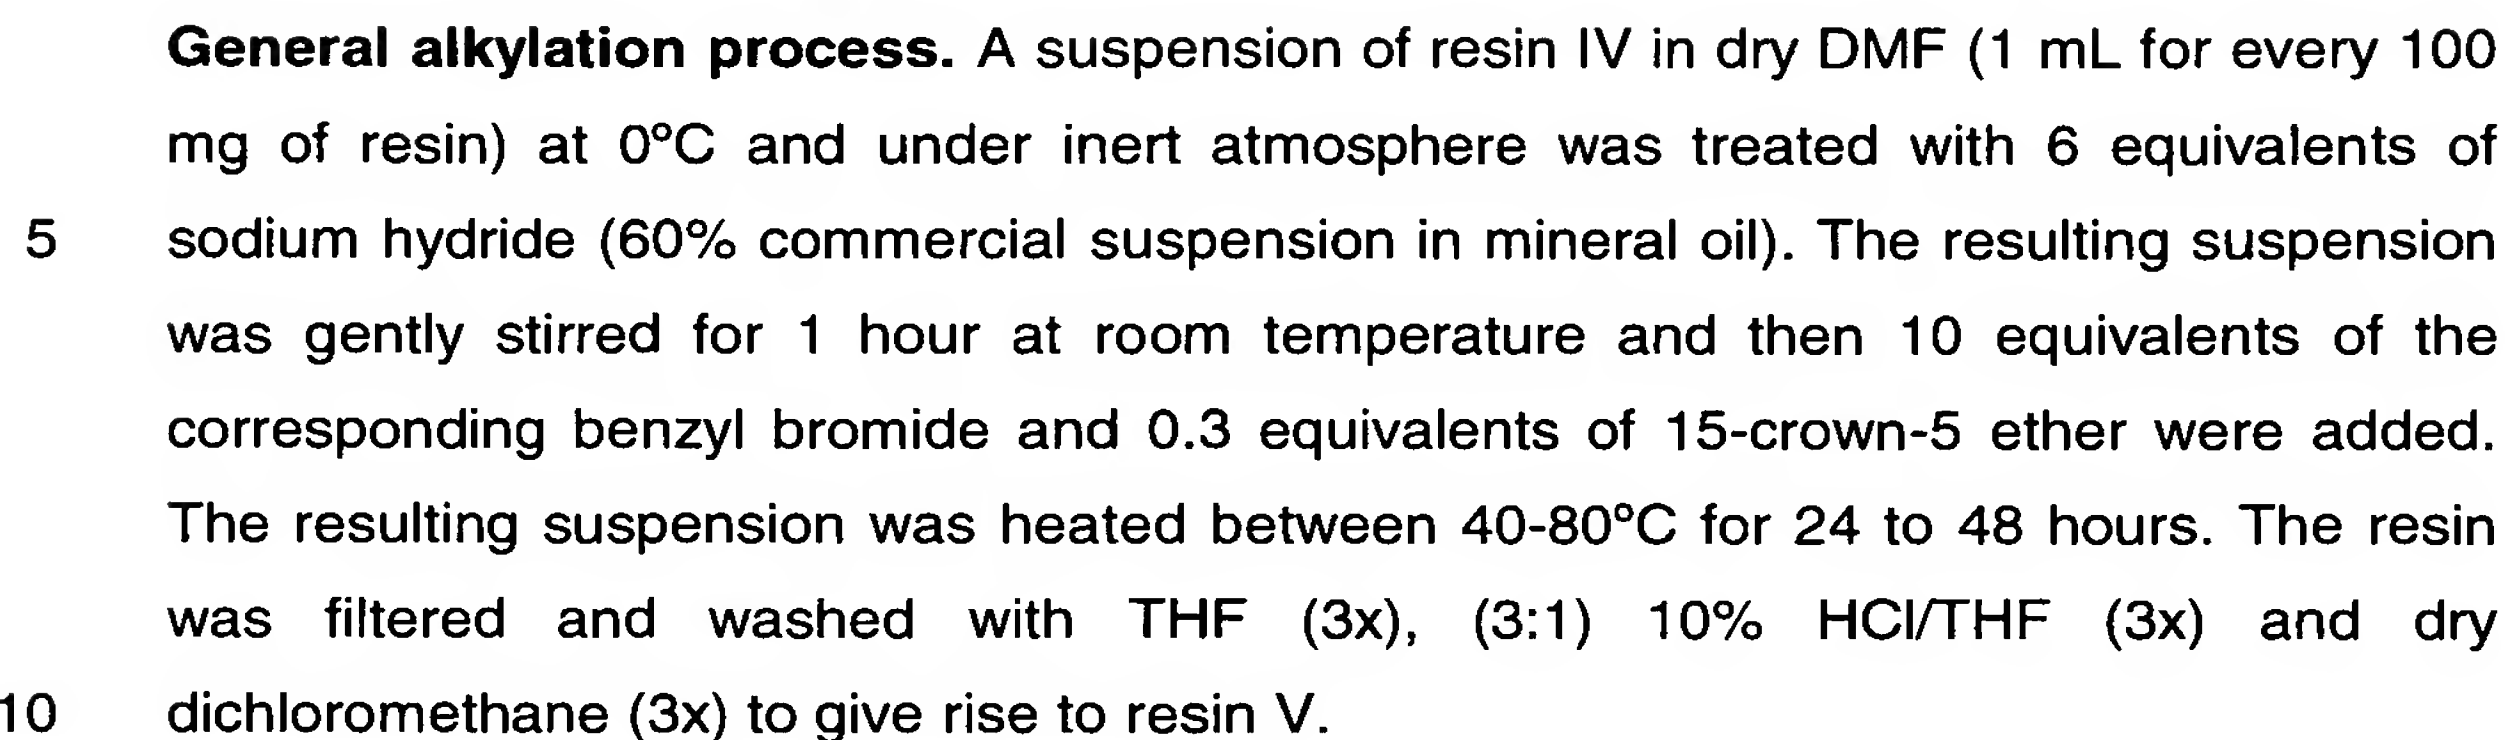 General alkylation process. A suspension of resin IV in dry DMF (1 mL for every 100
mg of resin) at 0ºC and under inert atmosphere was treated with 6 equivalents of
5 sodium hydride (60% commercial suspension in mineral oil). The resulting suspension
was gently stirred for 1 hour at room temperature and then 10 equivalents of the
corresponding benzyl bromide and 0.3 equivalents of 15-crown-5 ether were added.
The resulting suspension was heated between 40-80ºC for 24 to 48 hours. The resin
was filtered and washed with THF (3x), (3:1) 10% HCl/THF (3x) and dry
10 dichloromethane (3x) to give rise to resin V.